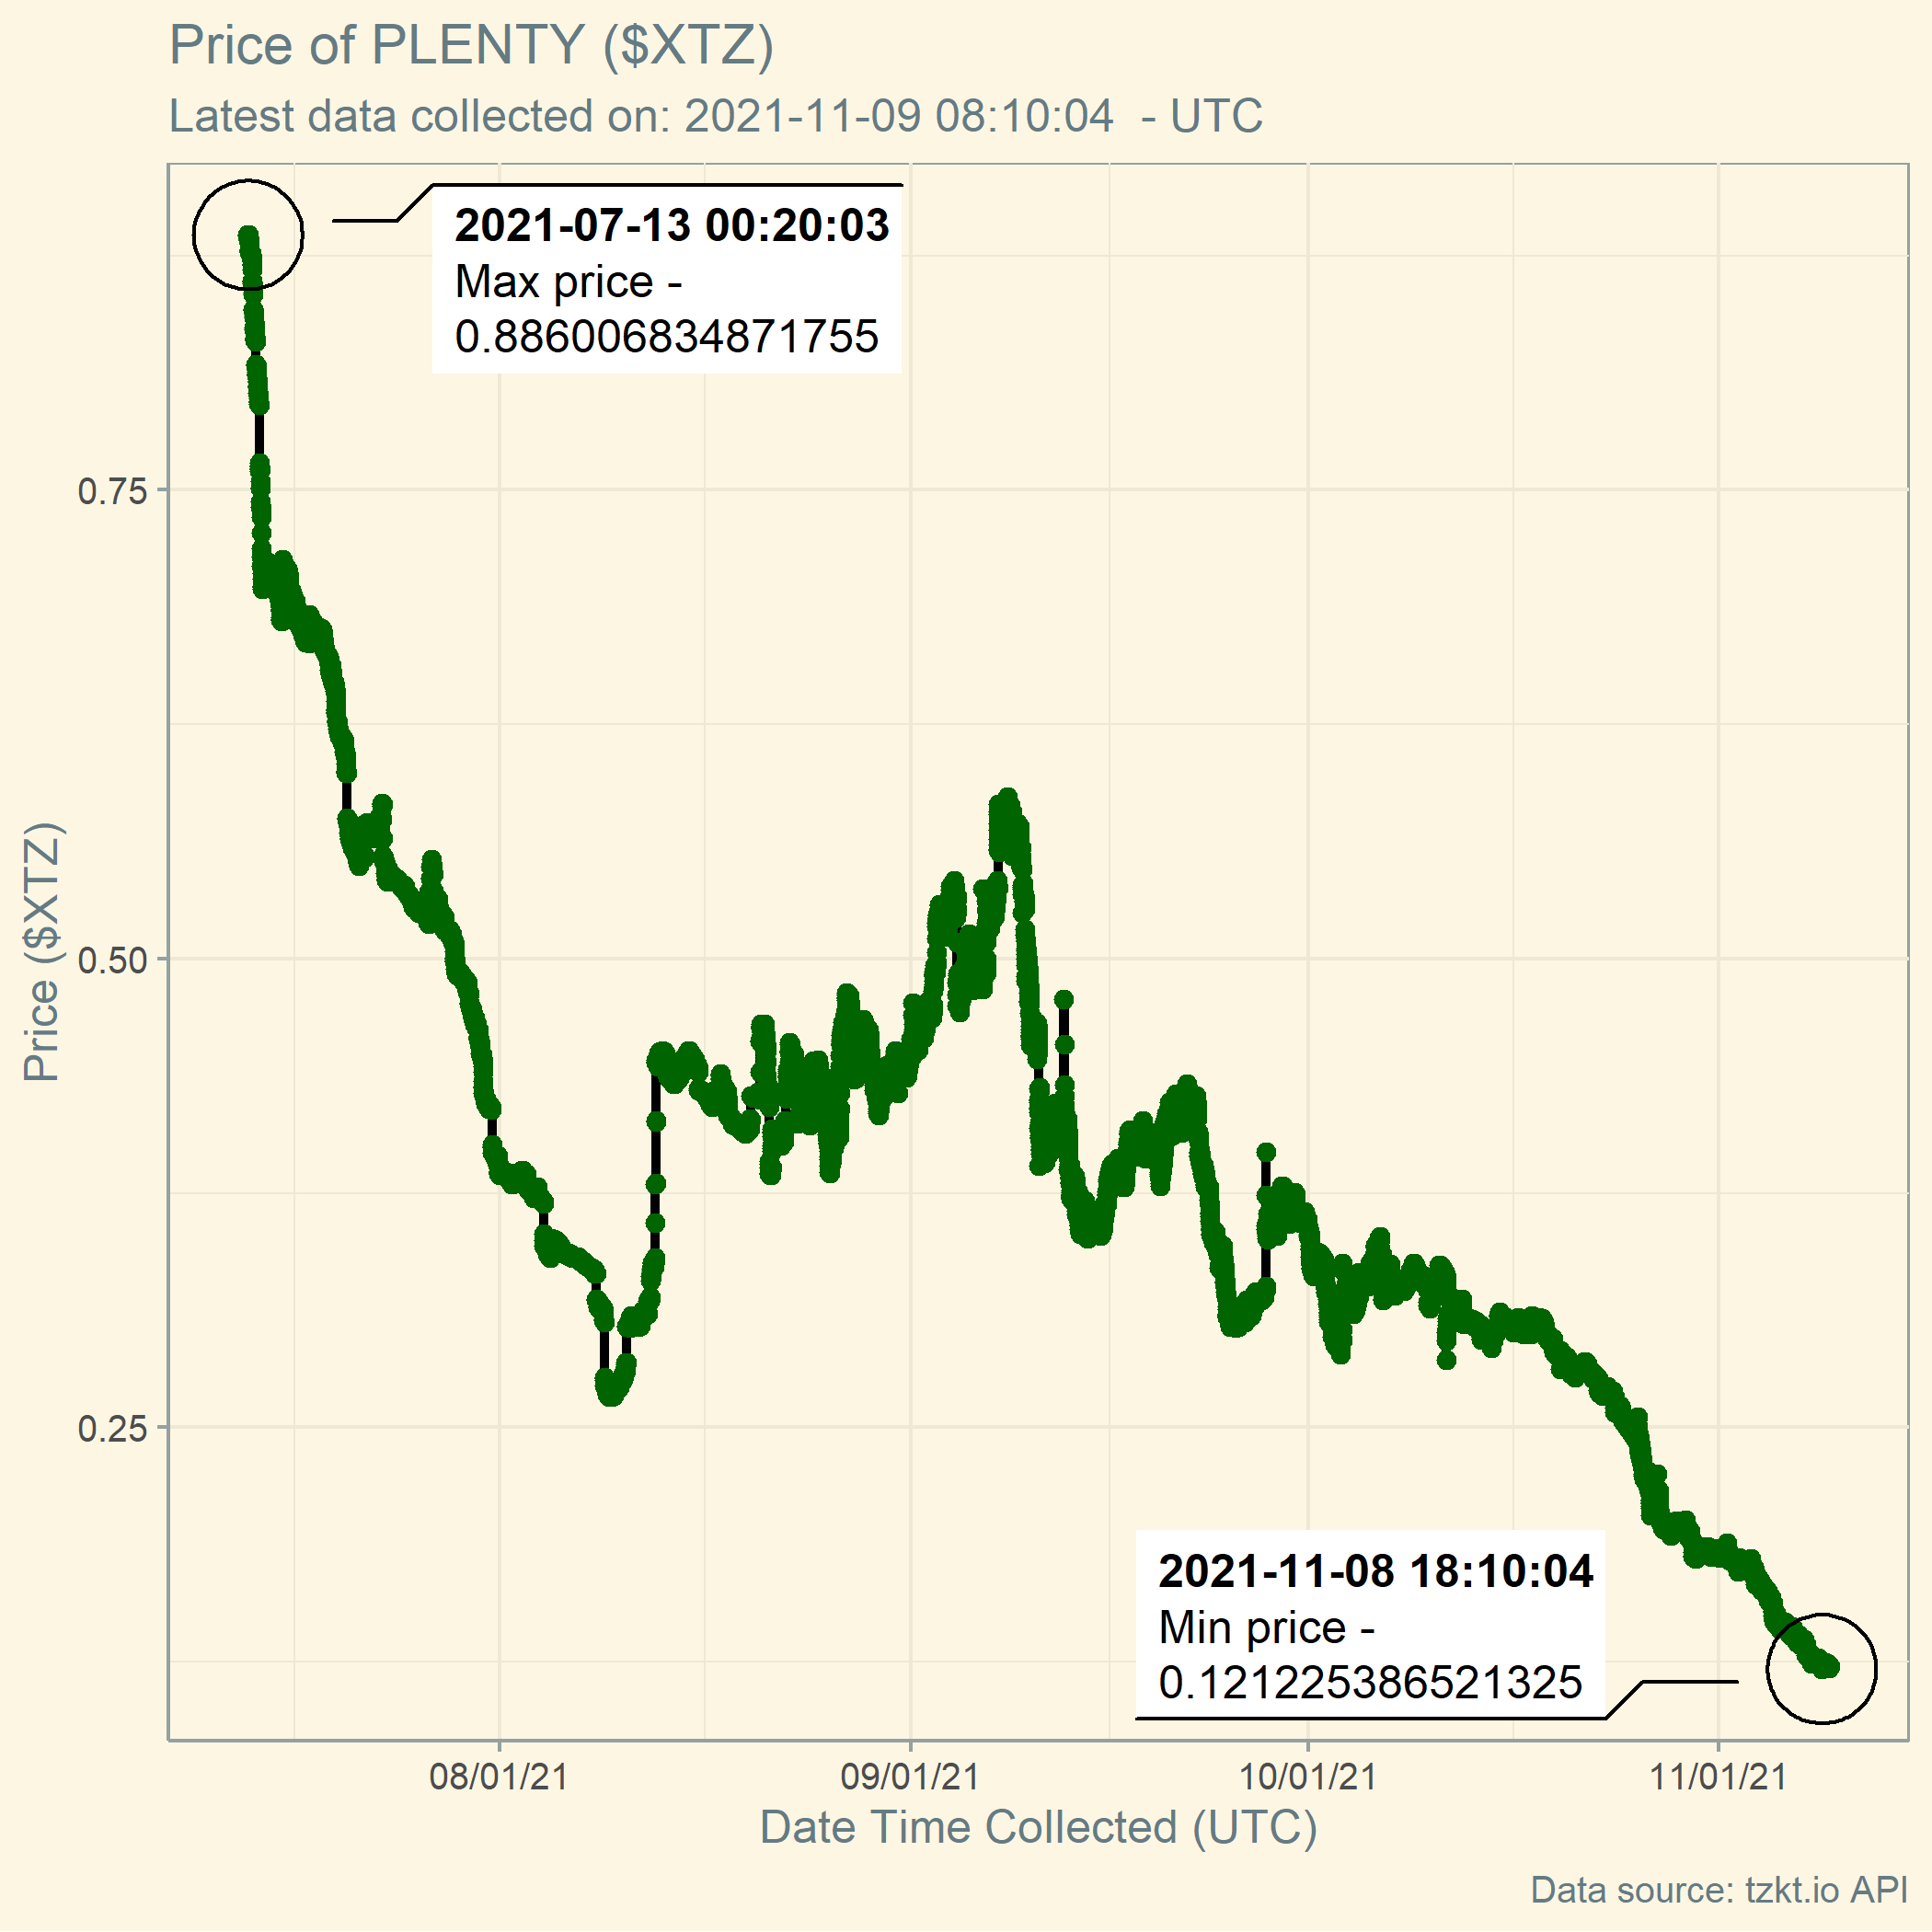 Price of PLENTY ($XTZ)
Latest data collected on: 2021-11-09 08:10:04  - UTC
2021-07-13 00:20:03
Max price -
0.886006834871755
0.75
0.50
0.25
Price ($XTZ)
2021-11-08 18:10:04
Min price -
0.121225386521325
08/01/21
09/01/21
10/01/21
11/01/21
Date Time Collected (UTC)
Data source: tzkt.io API